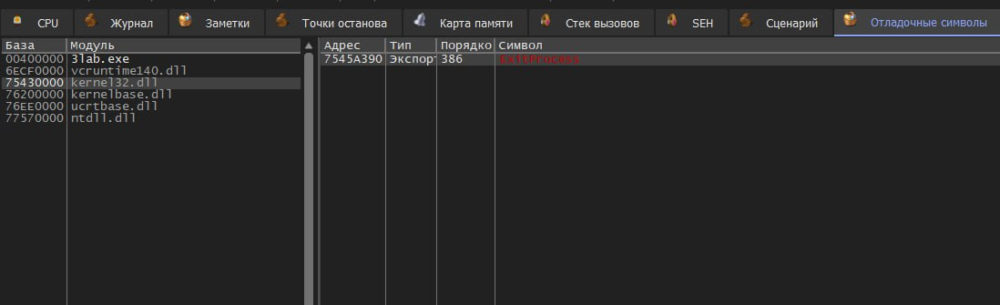 CPU Журнал Заметки Точки останова Карта памяти Стек вызовов SEH Сценарий Отладочные символы
База Модуль
00400000 3lab.exe
6ECF0000 vcruntime140.dll
75430000 kernel32.dll
76200000 kernelbase.dll
76EE0000 ucrtbase.dll
77570000 ntdll.dll
Адрес Тип Порядко Символ
7545A390 Экспорт 386 ExitProcess